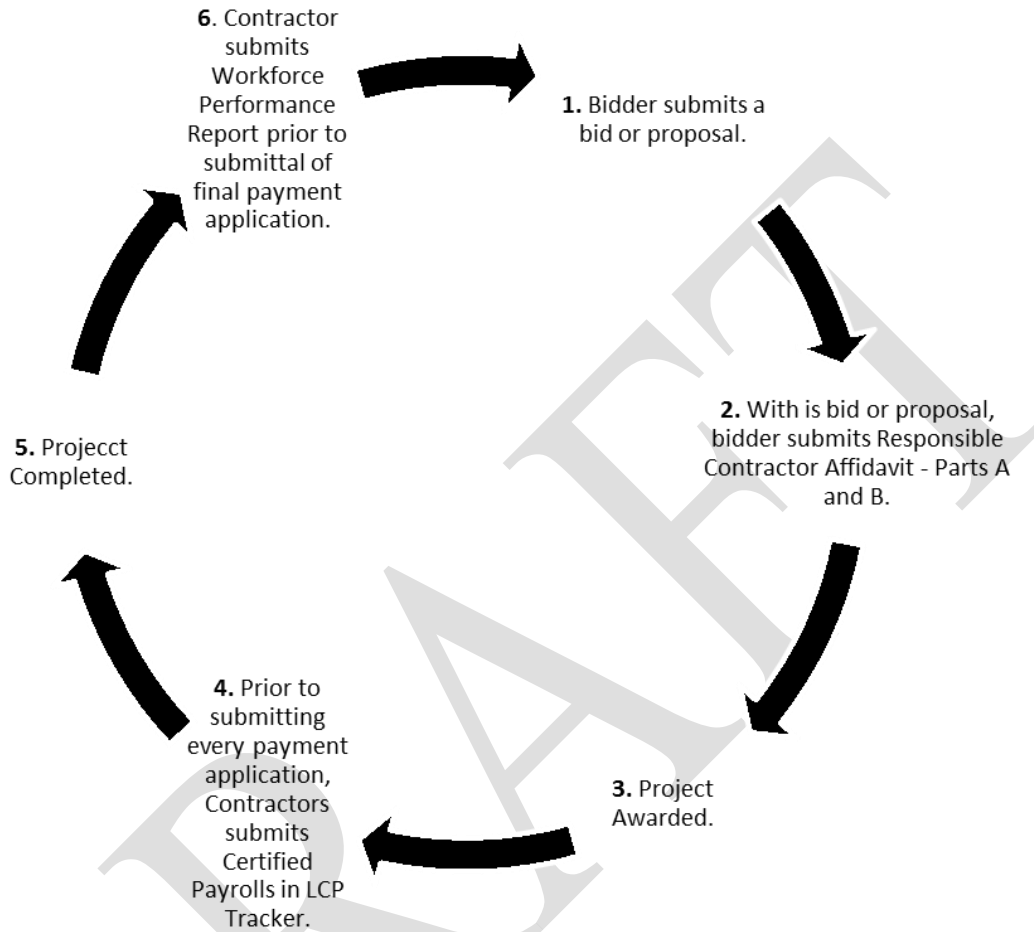 6. Contractor
submits
Workforce
Performance
Report prior to
submittal of
final payment
application.
1. Bidder submits a
bid or proposal.
2. With is bid or proposal,
bidder submits Responsible
Contractor Affidavit - Parts A
and B.
3. Project
Awarded.
4. Prior to
submitting
every payment
application,
Contractors
submits
Certified
Payrolls in LCP
Tracker.
5. Projecct
Completed.
RAFT